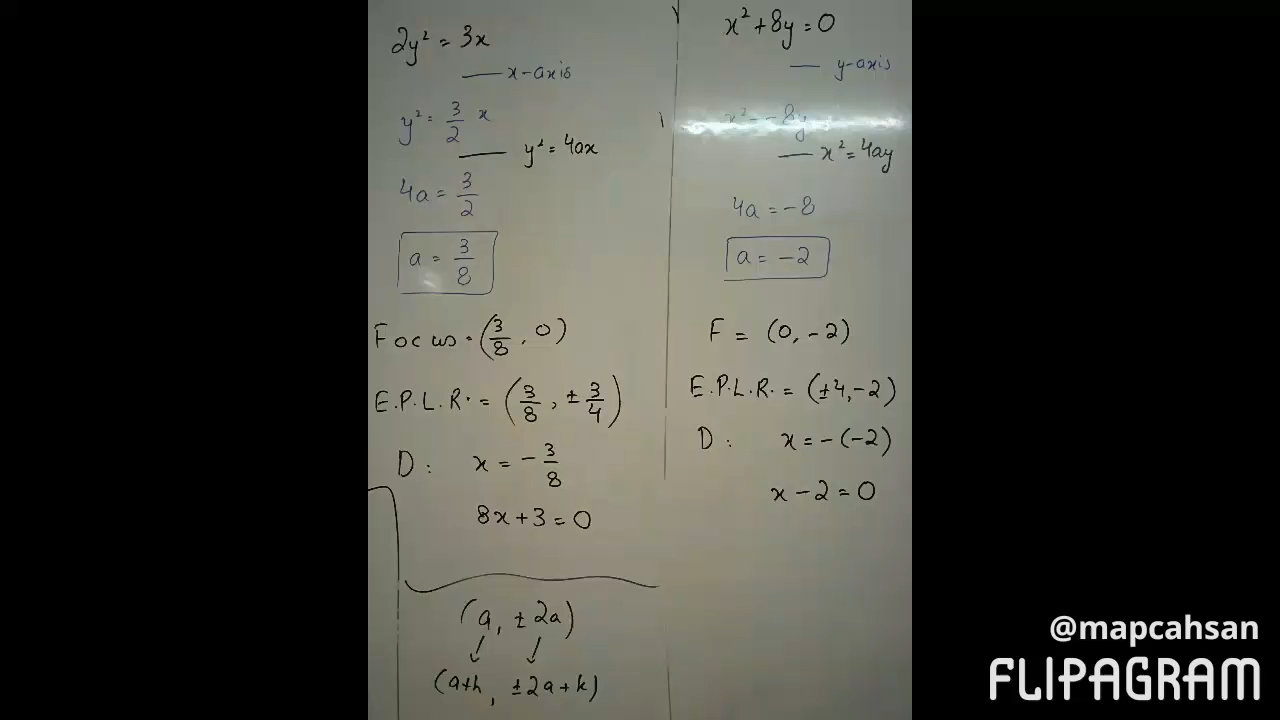 2y² = 3x
— x-axis
y² = 3/2 x
— y² = 4ax
4a = 3/2
a = 3/8
Focus = (3/8, 0)
E.P.L.R. = (3/8, ± 3/4)
D : x = - 3/8
8x + 3 = 0
(a, ± 2a)
(a+h, ±2a+k)
x² + 8y = 0
— y-axis
x² = -8y
— x² = 4ay
4a = -8
a = -2
F = (0, -2)
E.P.L.R. = (±4, -2)
D : x = -(-2)
x - 2 = 0
@mapcahsan
FLIPAGRAM